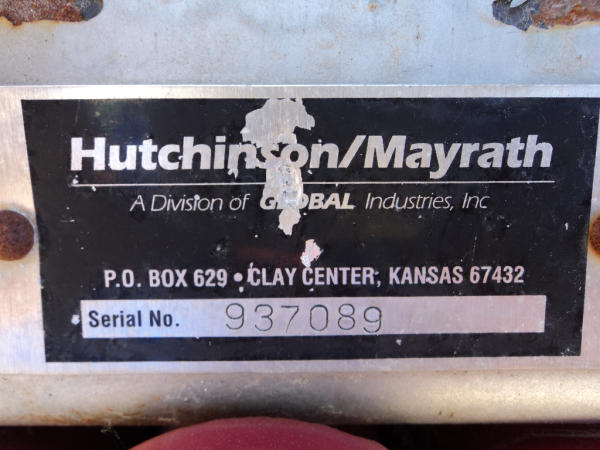 Hutchinson/Mayrath
A Division of GLOBAL Industries, Inc
P.O. BOX 629 • CLAY CENTER, KANSAS 67432
Serial No. 937089